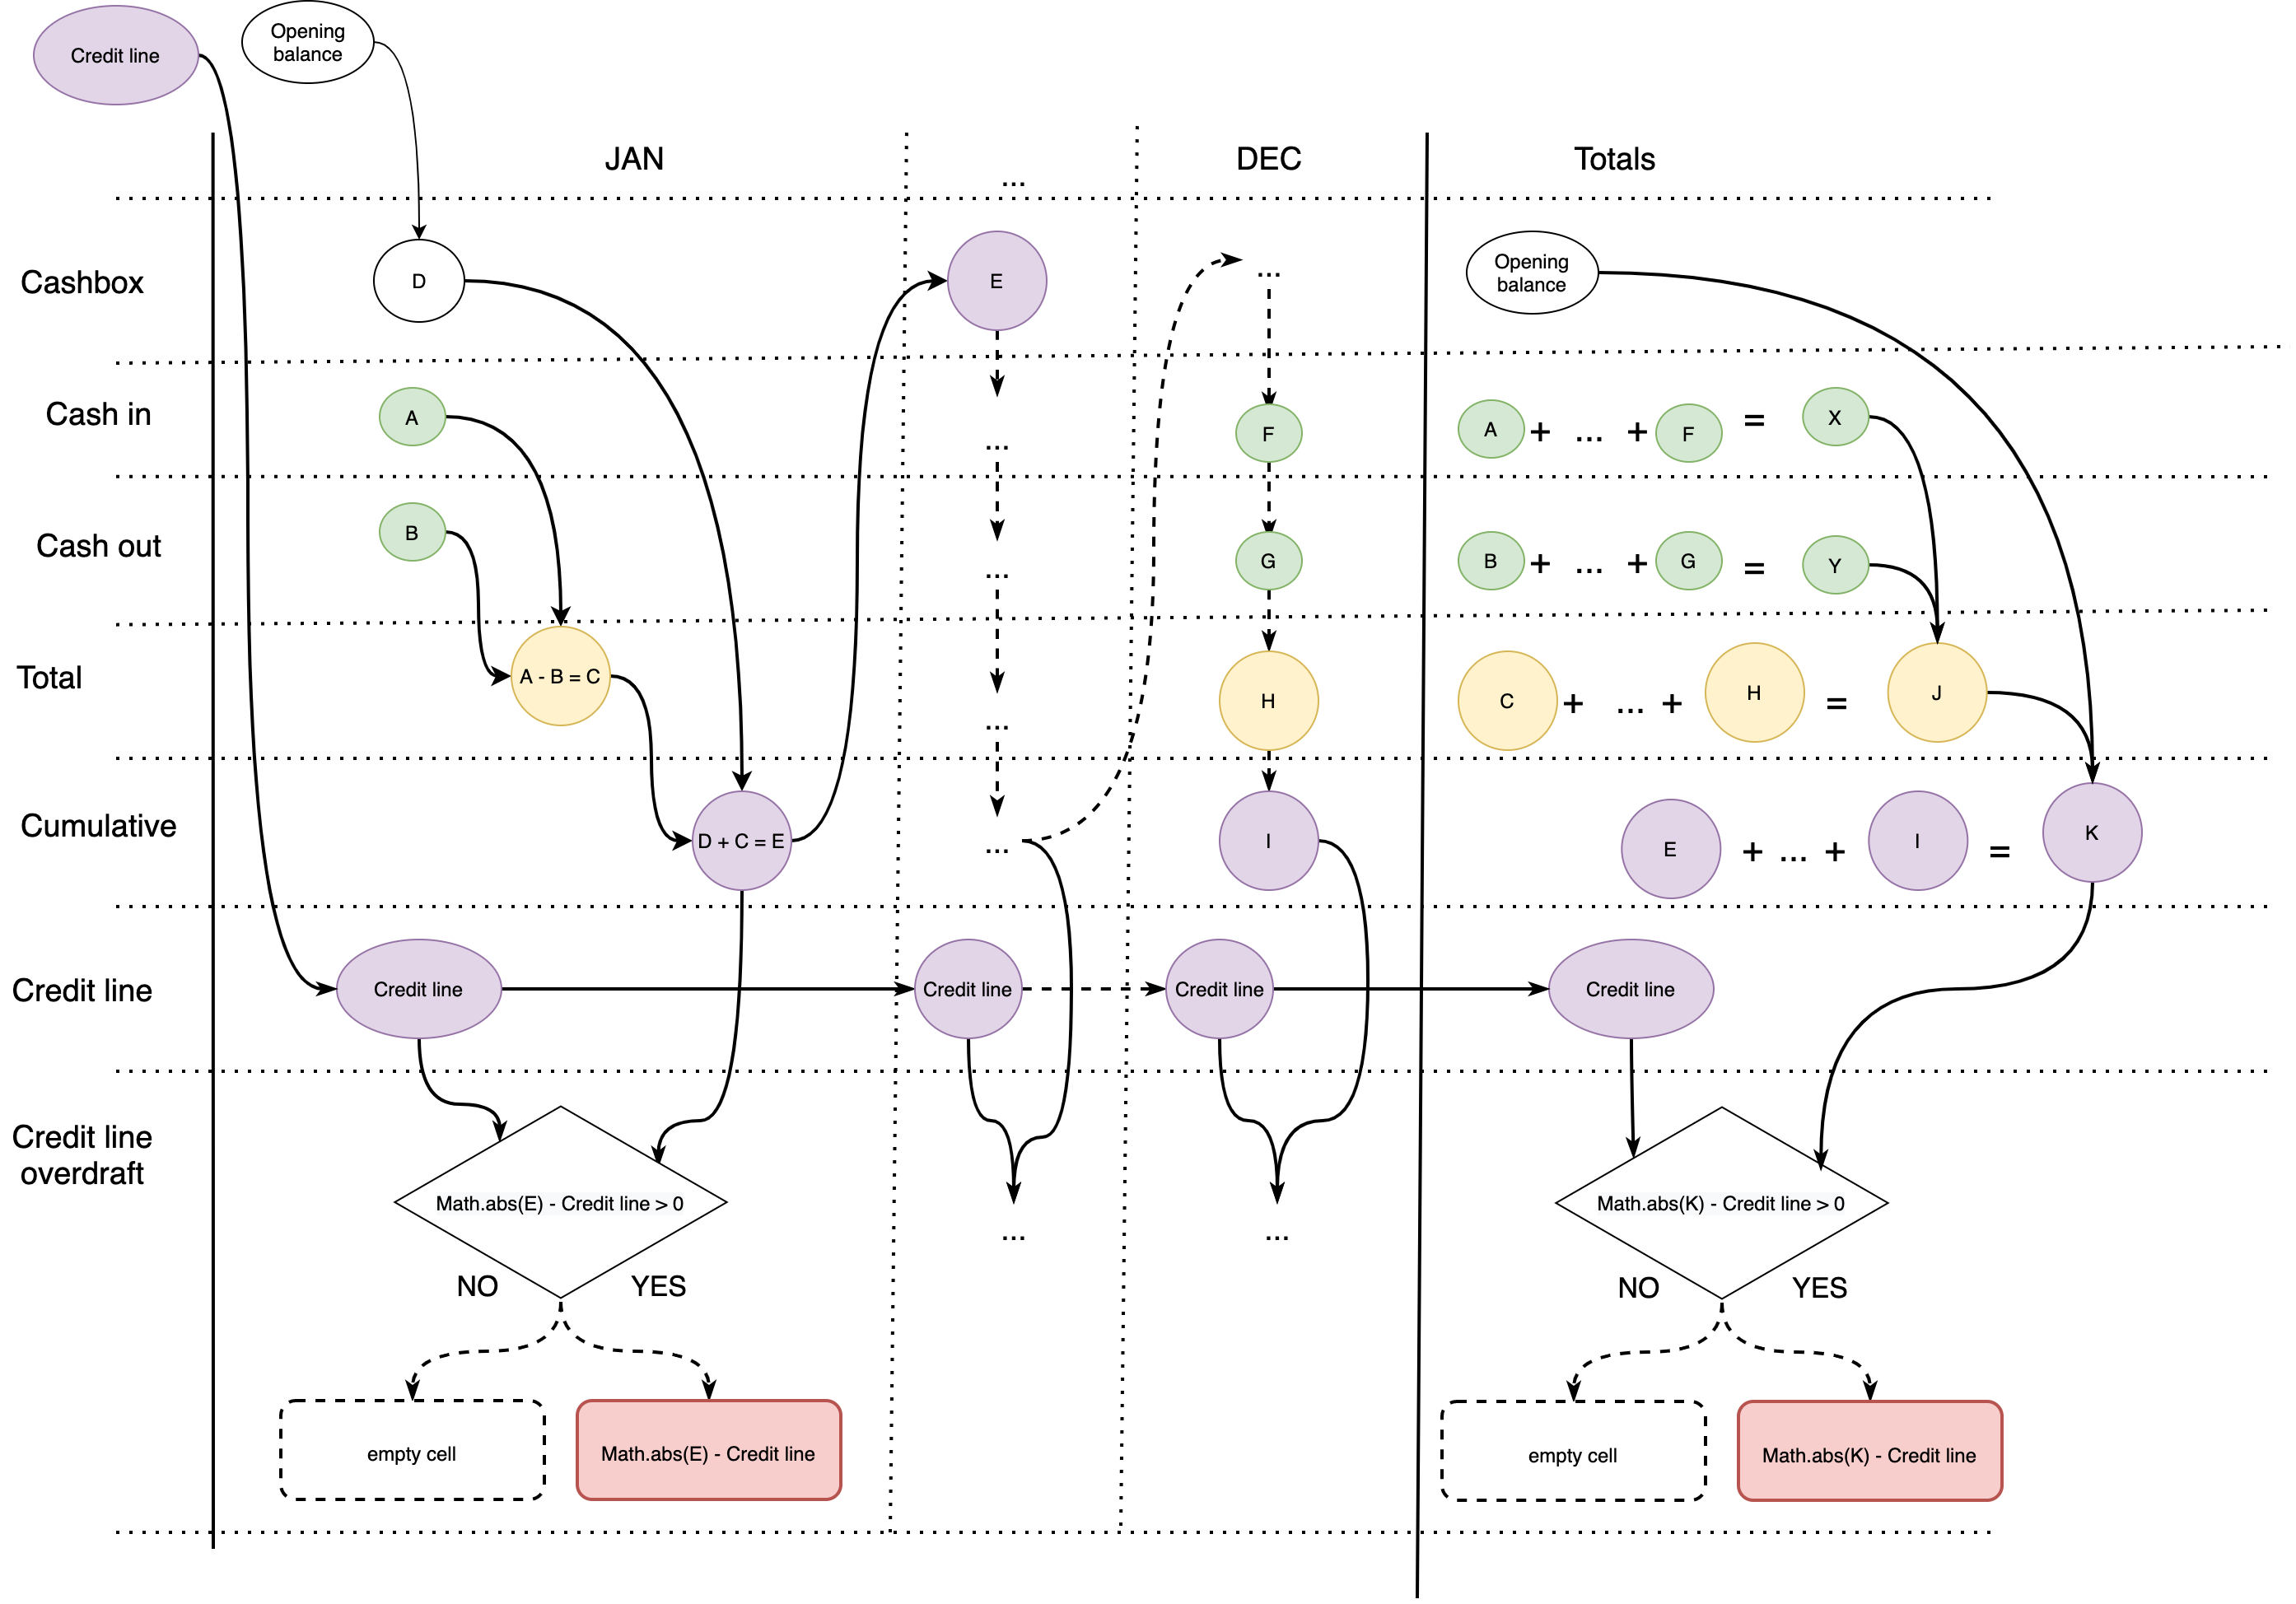 Credit line
Opening
balance
JAN
...
DEC
Totals
Cashbox
D
E
...
Opening
balance
Cash in
A
...
F
A + ... + F = X
Cash out
B
...
G
B + ... + G = Y
Total
A - B = C
...
H
C + ... + H = J
Cumulative
D + C = E
...
I
E + ... + I = K
Credit line
Credit line
Credit line
Credit line
Credit line
Credit line
overdraft
Math.abs(E) - Credit line > 0
...
...
Math.abs(K) - Credit line > 0
NO
YES
NO
YES
empty cell
Math.abs(E) - Credit line
empty cell
Math.abs(K) - Credit line